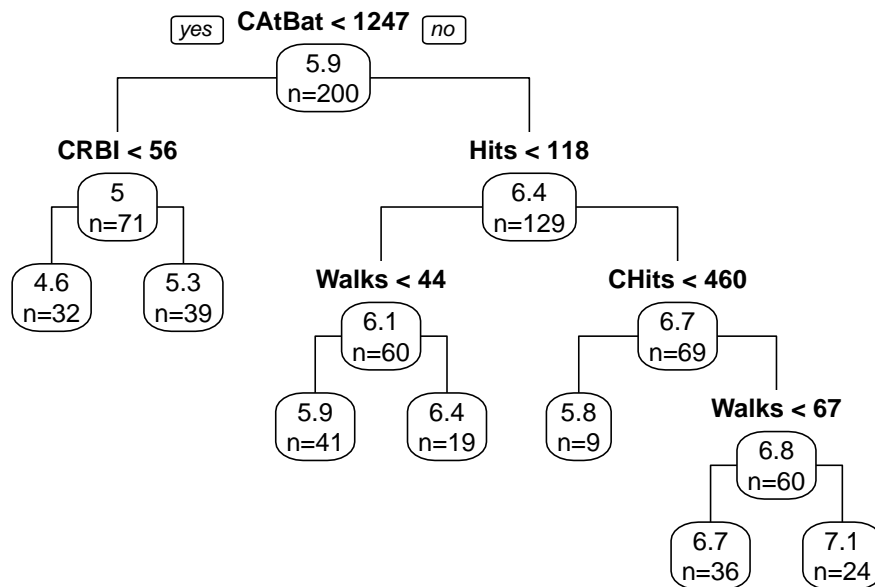 yes CAtBat < 1247 no
5.9
n=200
CRBI < 56
Hits < 118
5
n=71
6.4
n=129
Walks < 44
CHits < 460
4.6
n=32
5.3
n=39
6.1
n=60
6.7
n=69
Walks < 67
5.9
n=41
6.4
n=19
5.8
n=9
6.8
n=60
6.7
n=36
7.1
n=24